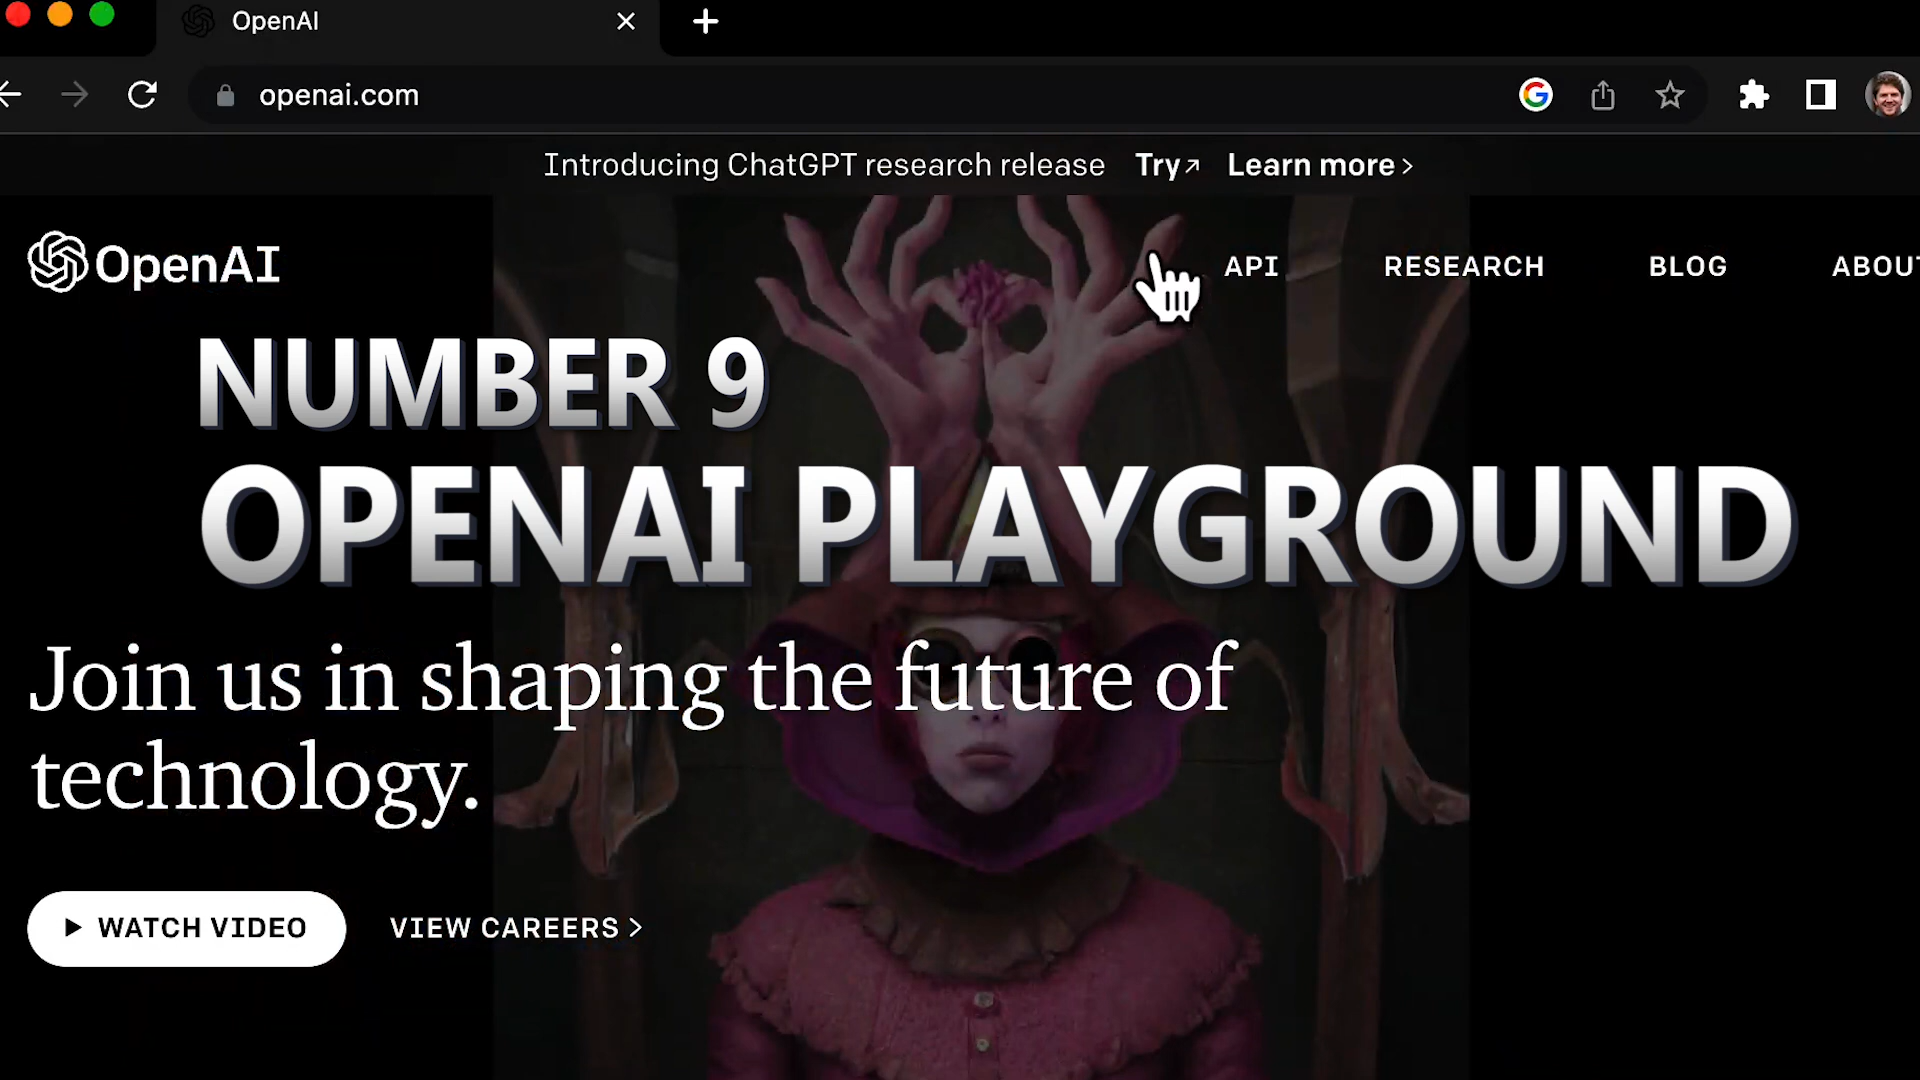 OpenAI
openai.com
Introducing ChatGPT research release Try Learn more
OpenAI API RESEARCH BLOG ABOUT
NUMBER 9
OPENAI PLAYGROUND
Join us in shaping the future of
technology.
WATCH VIDEO VIEW CAREERS